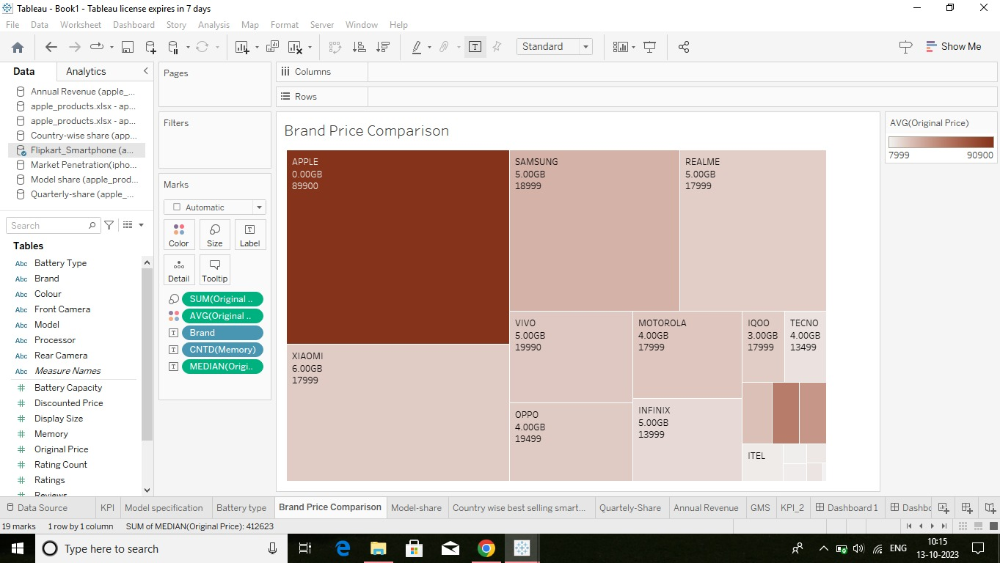 Tableau - Book1 - Tableau license expires in 7 days
File Data Worksheet Dashboard Story Analysis Map Format Server Window Help
Standard
Show Me
Data Analytics
Annual Revenue (apple_...
apple_products.xlsx - ap...
apple_products.xlsx - ap...
Country-wise share (app...
Flipkart_Smartphone (a...
Market Penetration(ipho...
Model share (apple_prod...
Quarterly-share (apple_...
Search
Tables
Abc Battery Type
Abc Brand
Abc Colour
Abc Front Camera
Abc Model
Abc Processor
Abc Rear Camera
Abc Measure Names
# Battery Capacity
# Discounted Price
# Display Size
# Memory
# Original Price
# Rating Count
# Ratings
# Reviews
Pages
Filters
Marks
Automatic
Color Size Label
Detail Tooltip
SUM(Original ..
AVG(Original ..
Brand
CNTD(Memory)
MEDIAN(Origi..
Columns
Rows
Brand Price Comparison
APPLE
0.00GB
89900
SAMSUNG
5.00GB
18999
REALME
5.00GB
17999
XIAOMI
6.00GB
17999
VIVO
5.00GB
19990
MOTOROLA
4.00GB
17999
IQOO
3.00GB
17999
TECNO
4.00GB
13499
OPPO
4.00GB
19499
INFINIX
5.00GB
13999
ITEL
AVG(Original Price)
7999 90900
Data Source KPI Model specification Battery type Brand Price Comparison Model-share Country wise best selling smart... Quartely-Share Annual Revenue GMS KPI_2 Dashboard 1 Dashbo
19 marks 1 row by 1 column SUM of MEDIAN(Original Price): 412623
Type here to search
ENG
10:15
13-10-2023